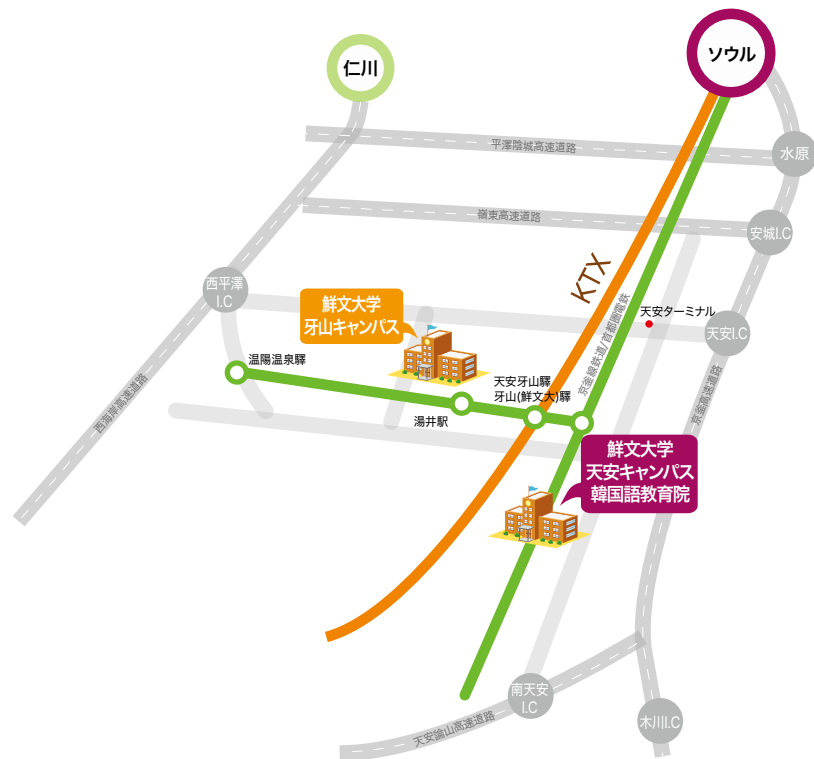 仁川
ソウル
平澤陰城高速道路
水原
嶺東高速道路
安城I.C
KTX
西平澤
I.C
鮮文大学
牙山キャンパス
天安ターミナル
天安I.C
京釜線鉄道/首都圏電鉄
温陽温泉驛
天安牙山驛
牙山(鮮文大)驛
湯井駅
西海岸高速道路
京釜高速道路
鮮文大学
天安キャンパス
韓国語教育院
南天安
I.C
木川I.C
天安論山高速道路